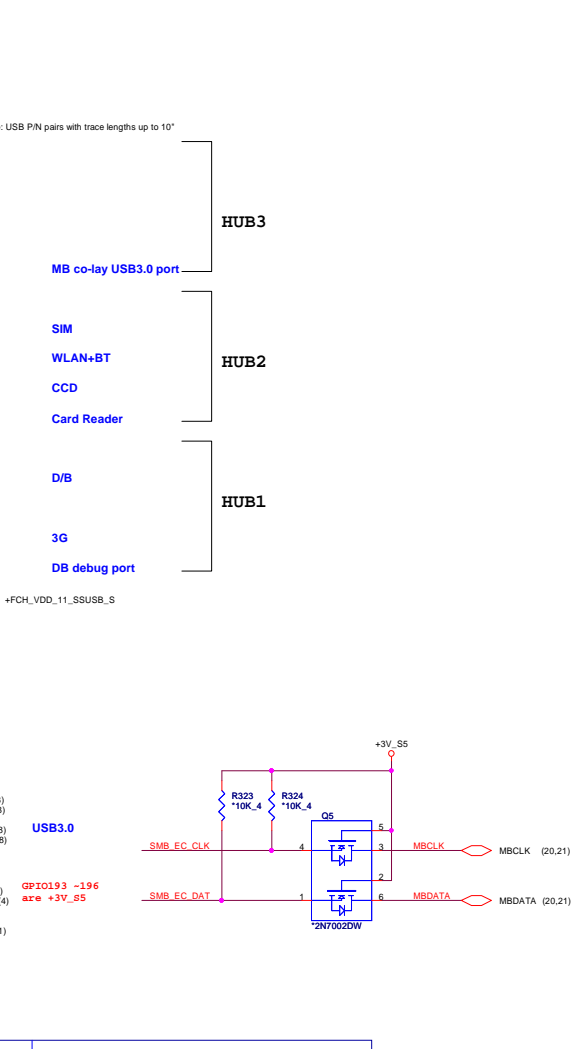 : USB P/N pairs with trace lengths up to 10"
HUB3
MB co-lay USB3.0 port
SIM
WLAN+BT
HUB2
CCD
Card Reader
D/B
HUB1
3G
DB debug port
+FCH_VDD_11_SSUSB_S
+3V_S5
R323
*10K_4
R324
*10K_4
Q5
USB3.0
5
SMB_EC_CLK
4
3
MBCLK
MBCLK (20,21)
2
GPIO193 ~196
are +3V_S5
4)
SMB_EC_DAT
1
6
MBDATA
MBDATA (20,21)
*2N7002DW